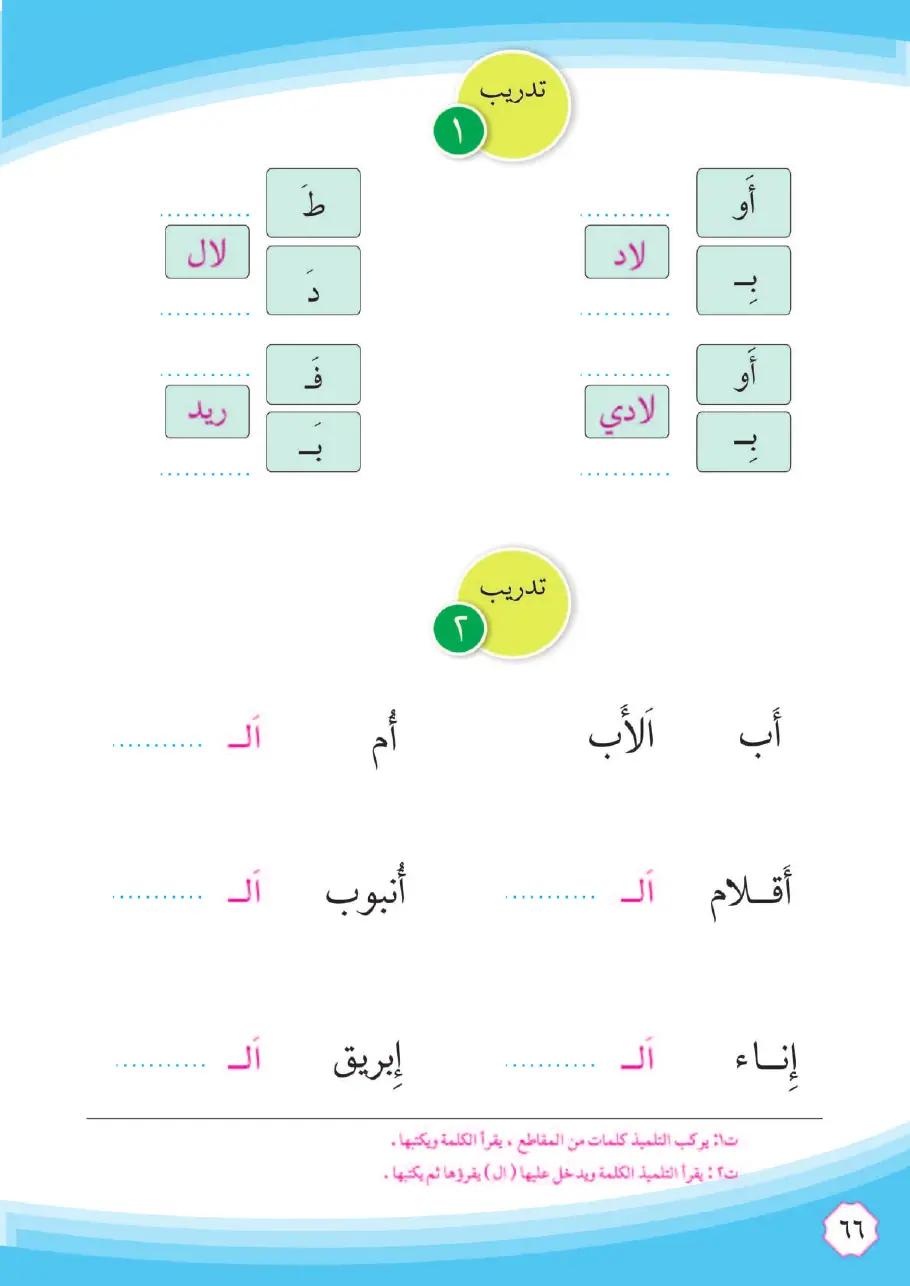 تدريب
١
أَو
بِـ
لاد
طَ
دَ
لال
أَو
بِـ
لادي
فَـ
بَـ
ريد
تدريب
٢
أَب اَلأَب أُم اَلـ ...........
أَقـلام اَلـ ........... أُنبوب اَلـ ...........
إِنـاء اَلـ ........... إِبريق اَلـ ...........
ت١: يركب التلميذ كلمات من المقاطع ، يقرأ الكلمة ويكتبها .
ت٢: يقرأ التلميذ الكلمة ويدخل عليها ( ال ) يقرؤها ثم يكتبها .
٦٦